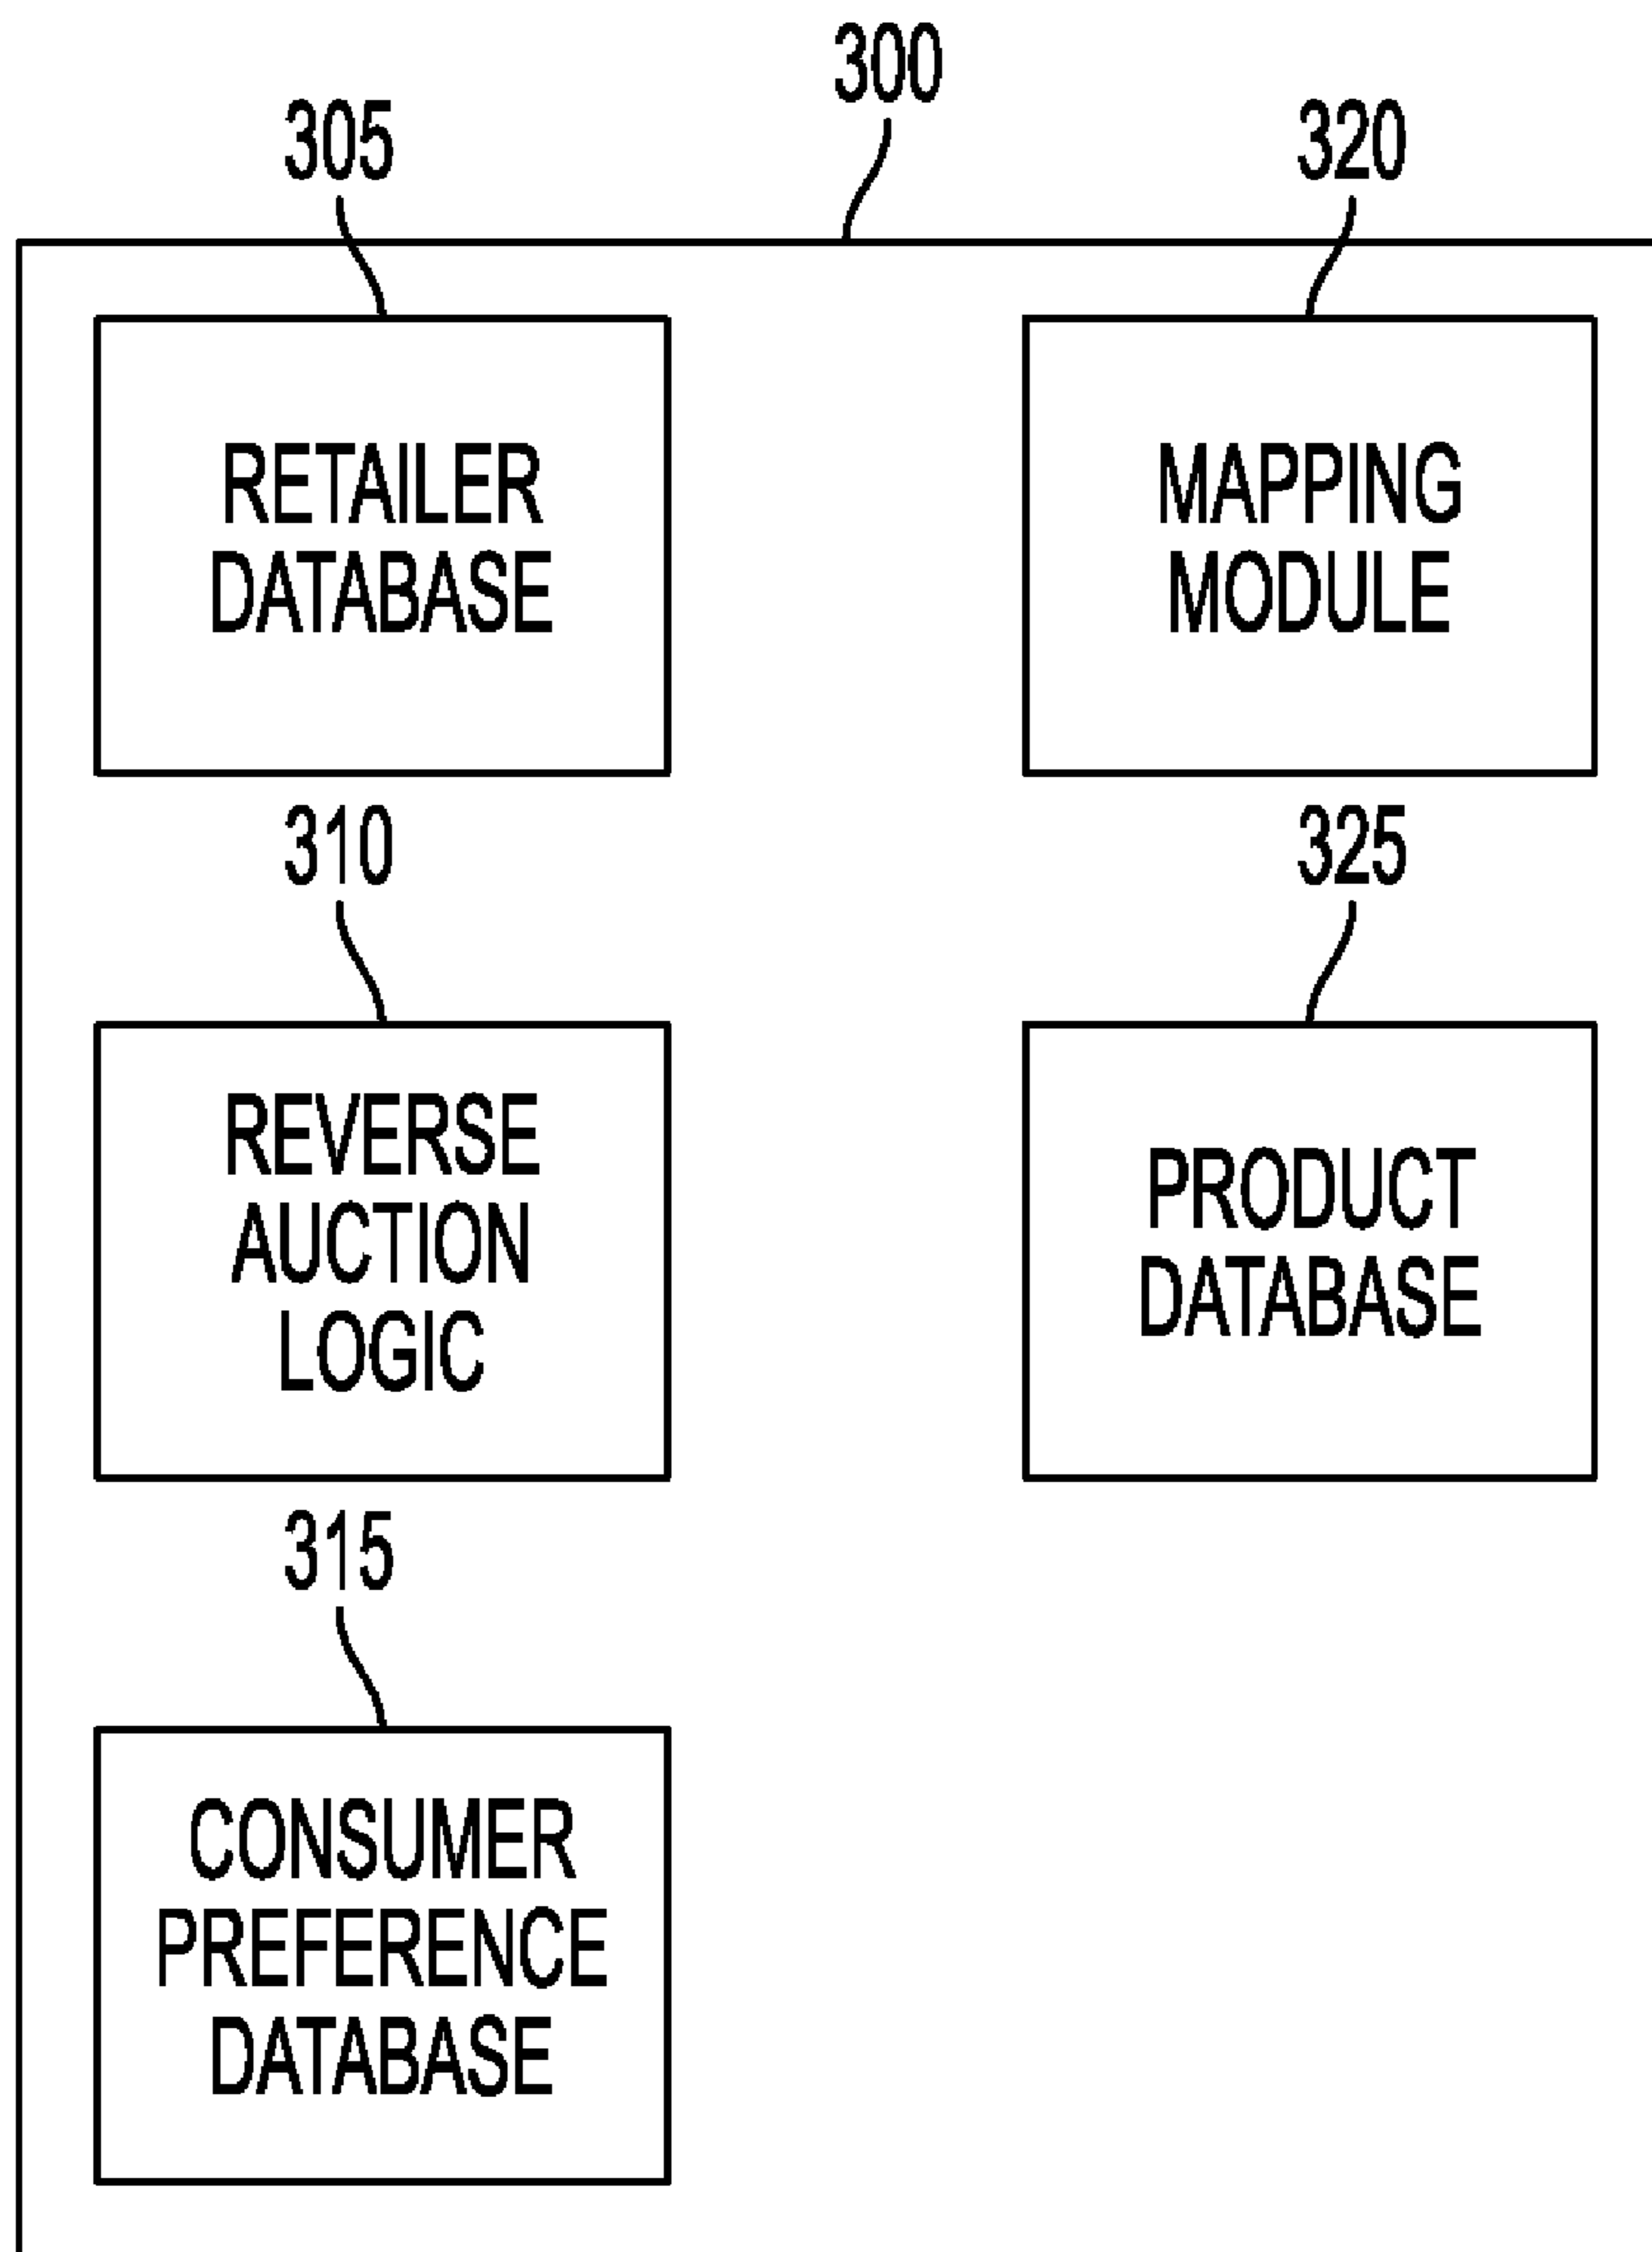 300
305
RETAILER
DATABASE
320
MAPPING
MODULE
310
REVERSE
AUCTION
LOGIC
325
PRODUCT
DATABASE
315
CONSUMER
PREFERENCE
DATABASE